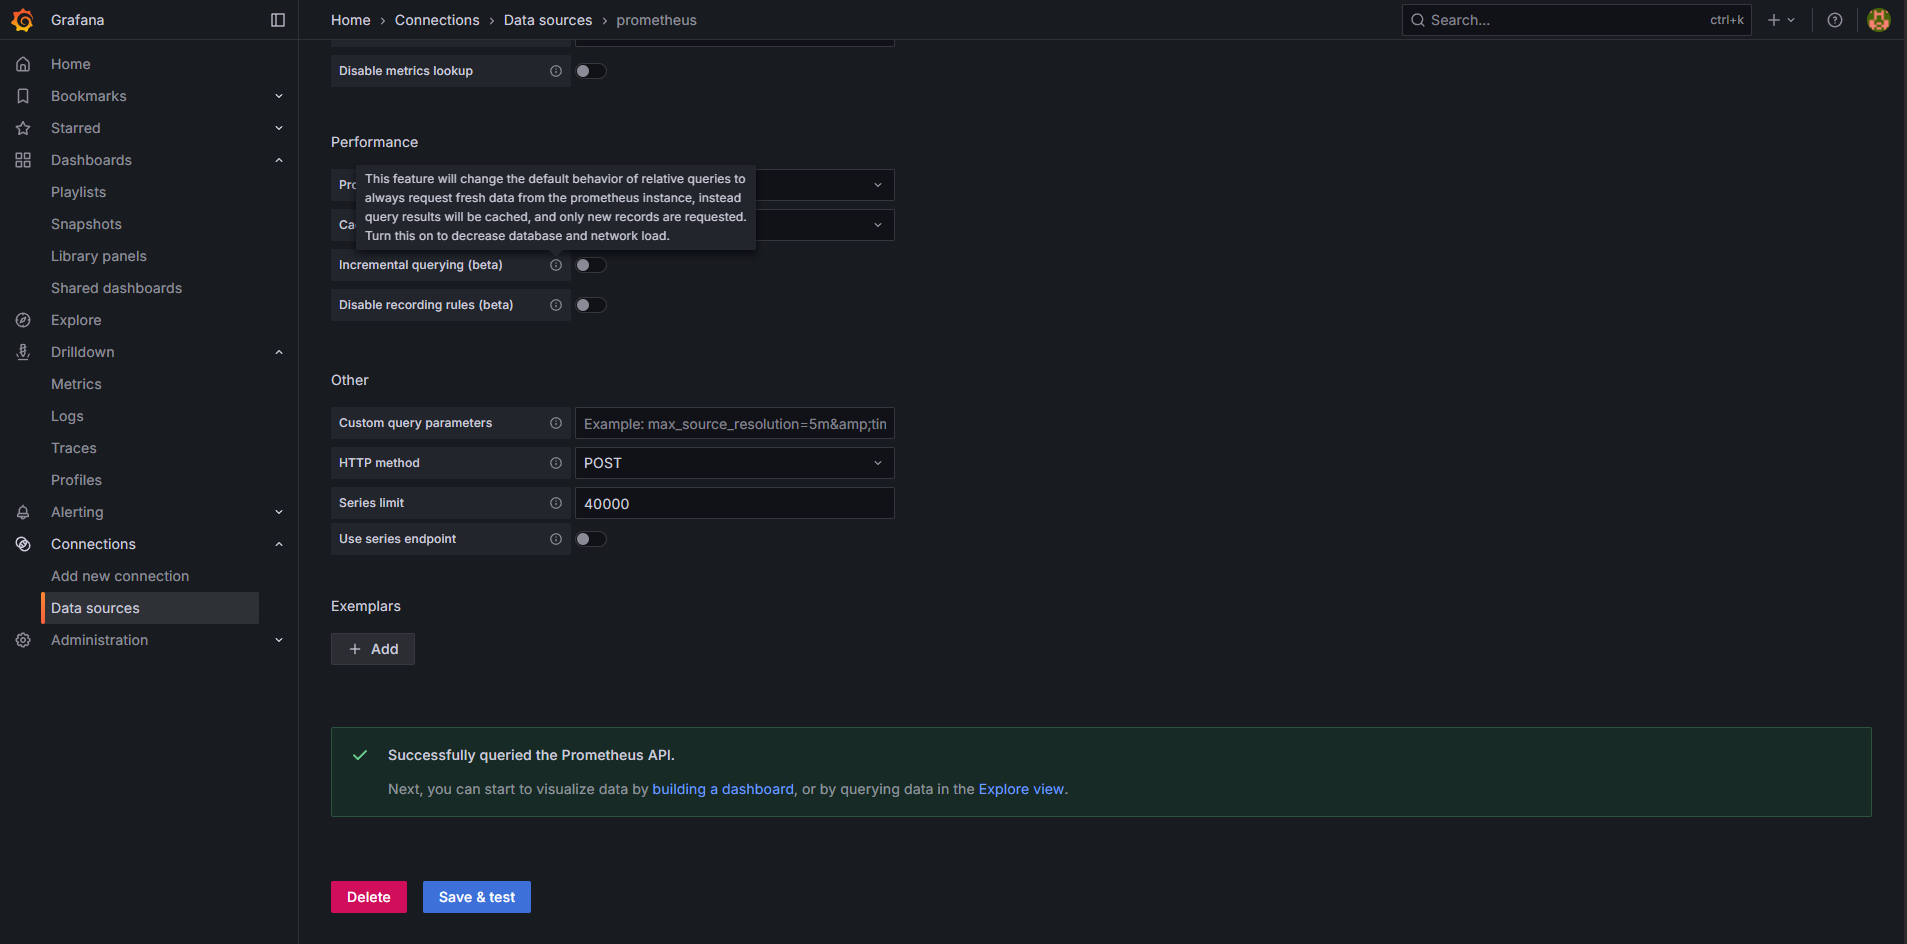 Grafana
Home › Connections › Data sources › prometheus
Search...
ctrl+k
Home
Bookmarks
Starred
Dashboards
Playlists
Snapshots
Library panels
Shared dashboards
Explore
Drilldown
Metrics
Logs
Traces
Profiles
Alerting
Connections
Add new connection
Data sources
Administration
Disable metrics lookup
Performance
This feature will change the default behavior of relative queries to
always request fresh data from the prometheus instance, instead
query results will be cached, and only new records are requested.
Turn this on to decrease database and network load.
Incremental querying (beta)
Disable recording rules (beta)
Other
Custom query parameters
Example: max_source_resolution=5m&amp;tin
HTTP method
POST
Series limit
40000
Use series endpoint
Exemplars
+ Add
Successfully queried the Prometheus API.
Next, you can start to visualize data by building a dashboard, or by querying data in the Explore view.
Delete
Save & test